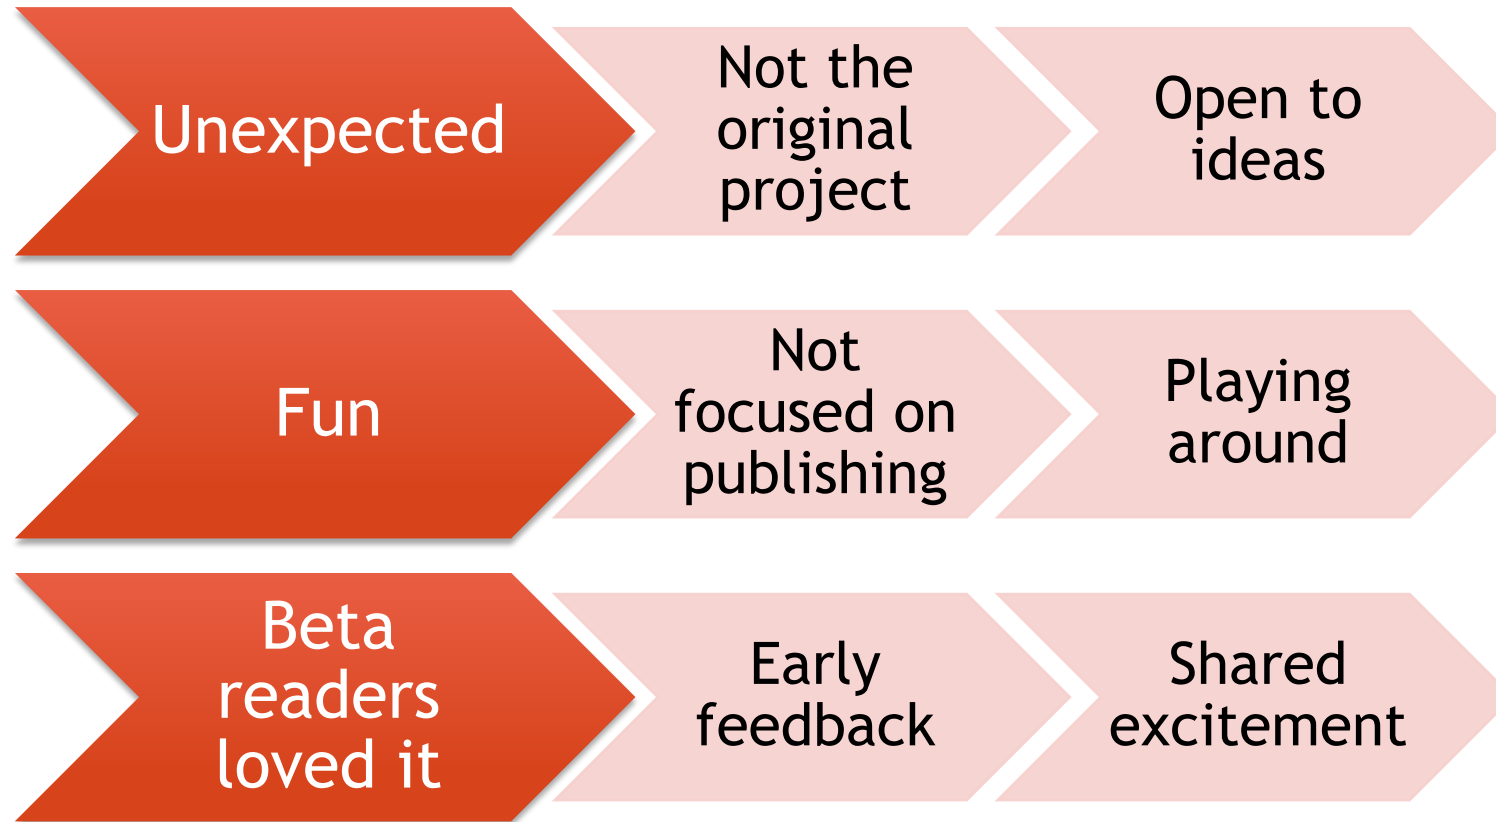 Unexpected
Not the
original
project
Open to
ideas
Fun
Not
focused on
publishing
Playing
around
Beta
readers
loved it
Early
feedback
Shared
excitement